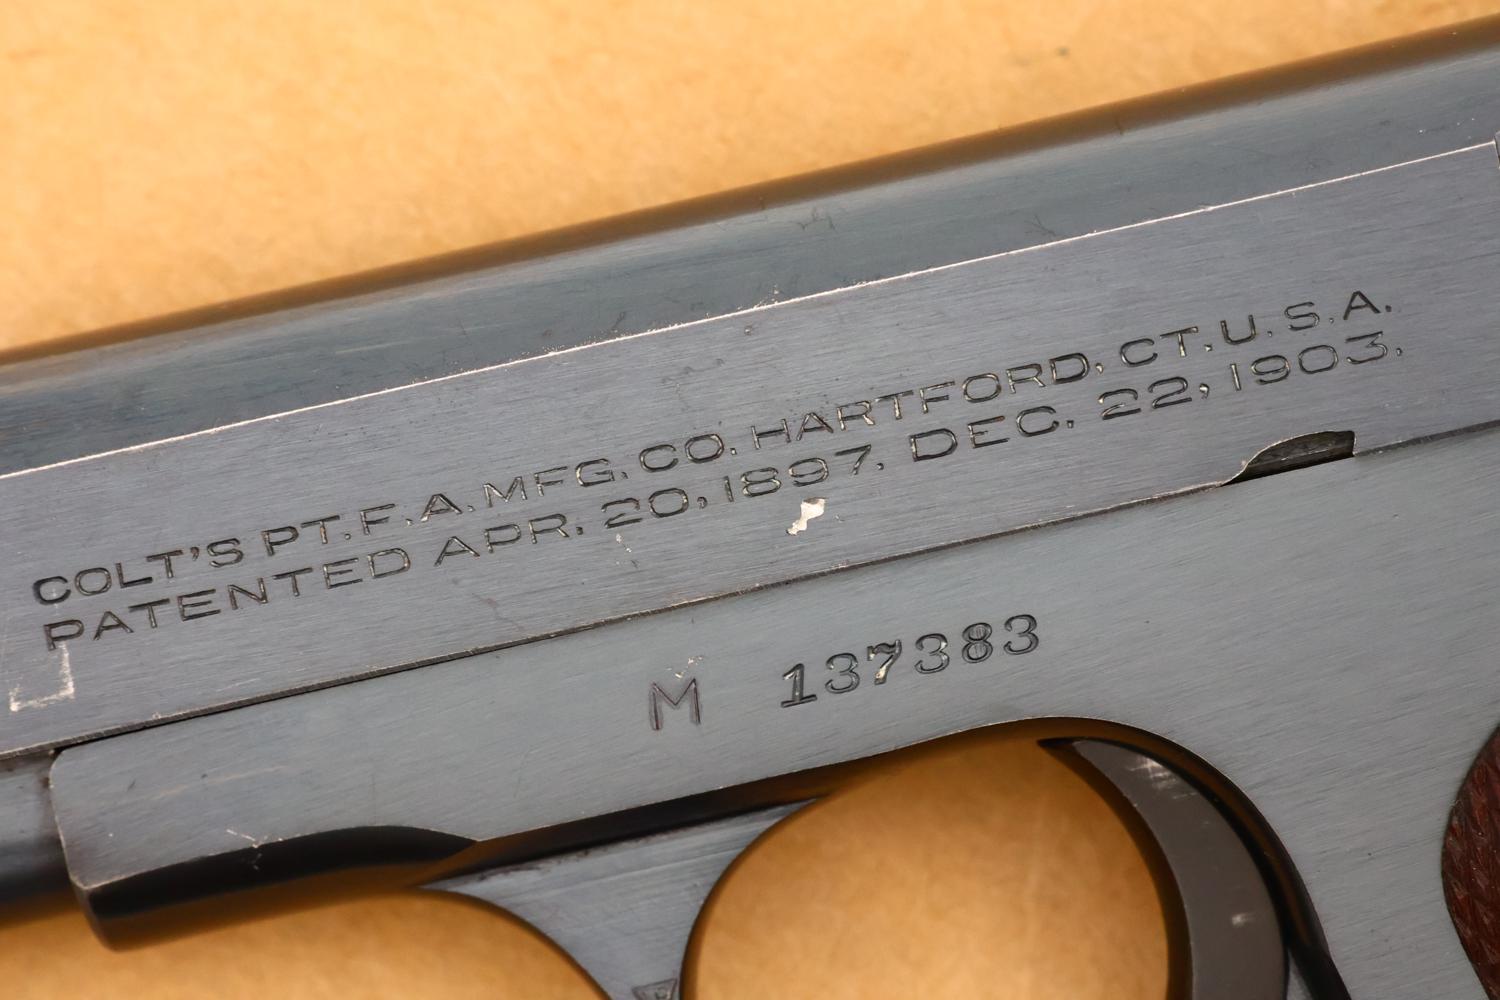 COLT'S PT.F.A.MFG.CO. HARTFORD, CT.U.S.A.
PATENTED APR. 20, 1897. DEC. 22, 1903.
M 137383